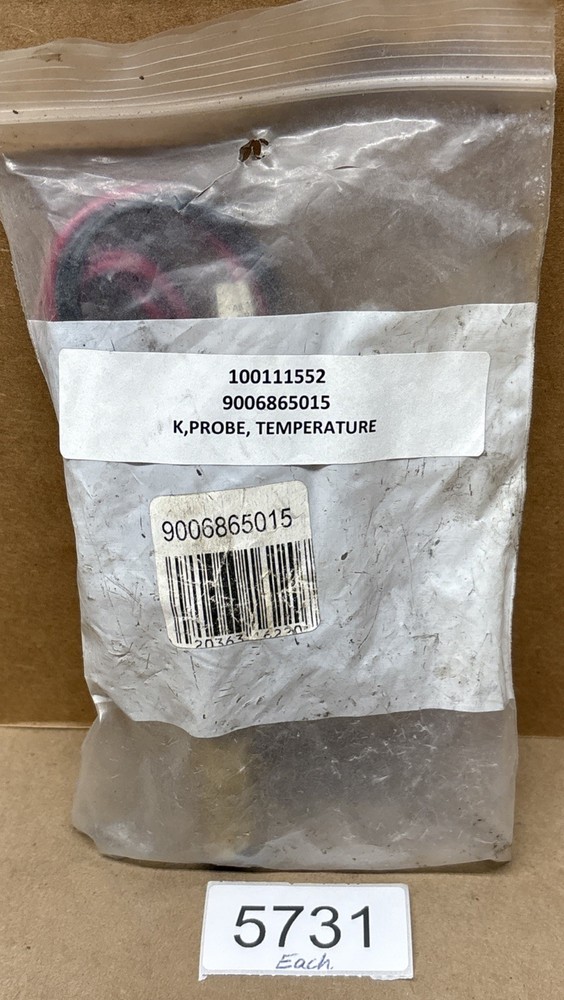 100111552
9006865015
K,PROBE, TEMPERATURE
9006865015
5731
Each